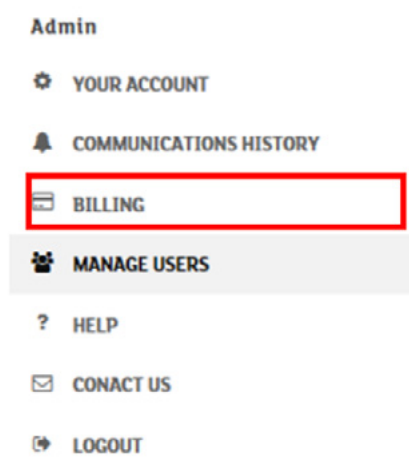 Admin
YOUR ACCOUNT
COMMUNICATIONS HISTORY
BILLING
MANAGE USERS
? HELP
CONACT US
LOGOUT